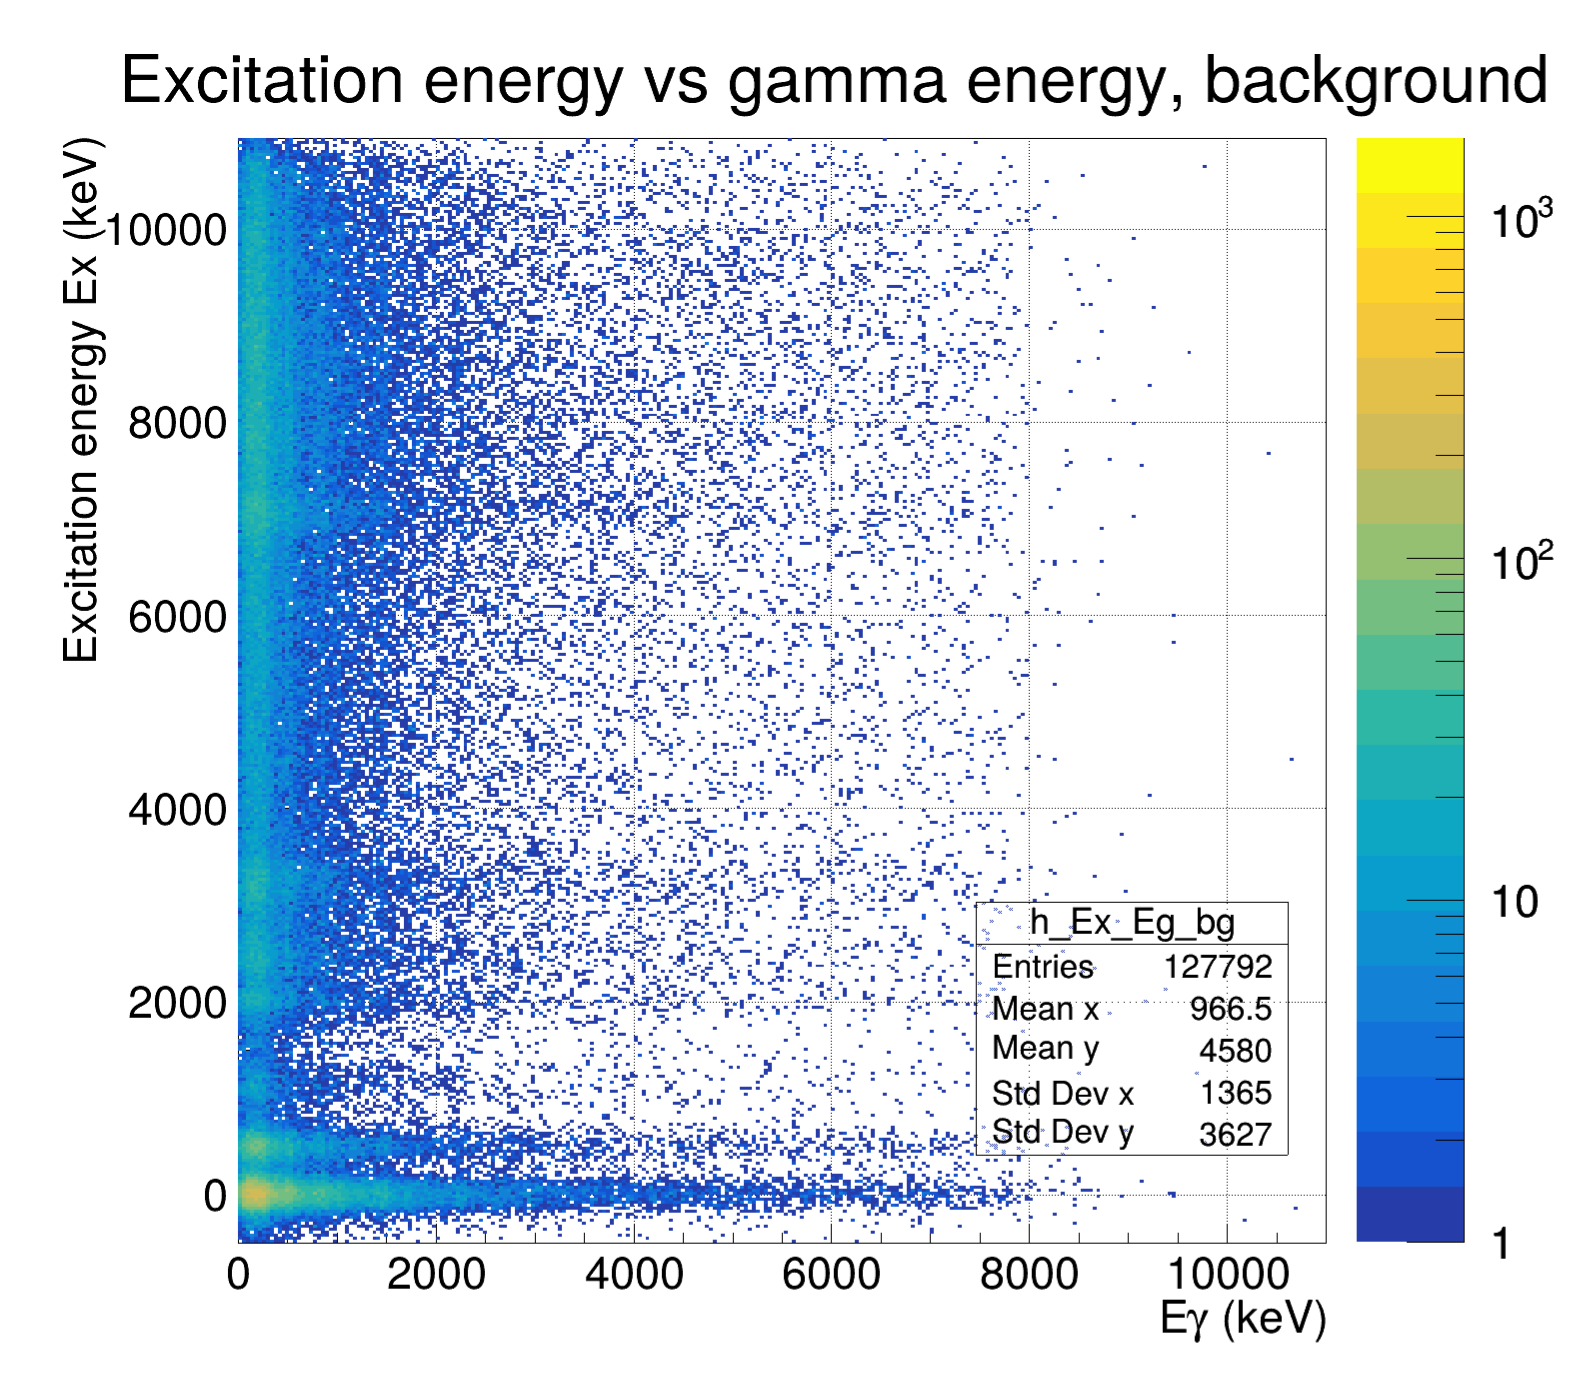 Excitation energy vs gamma energy, background
Excitation energy Ex (keV)
10000
8000
6000
4000
2000
0
0 2000 4000 6000 8000 10000
Eγ (keV)
10³
10²
10
1
h_Ex_Eg_bg
Entries 127792
Mean x 966.5
Mean y 4580
Std Dev x 1365
Std Dev y 3627